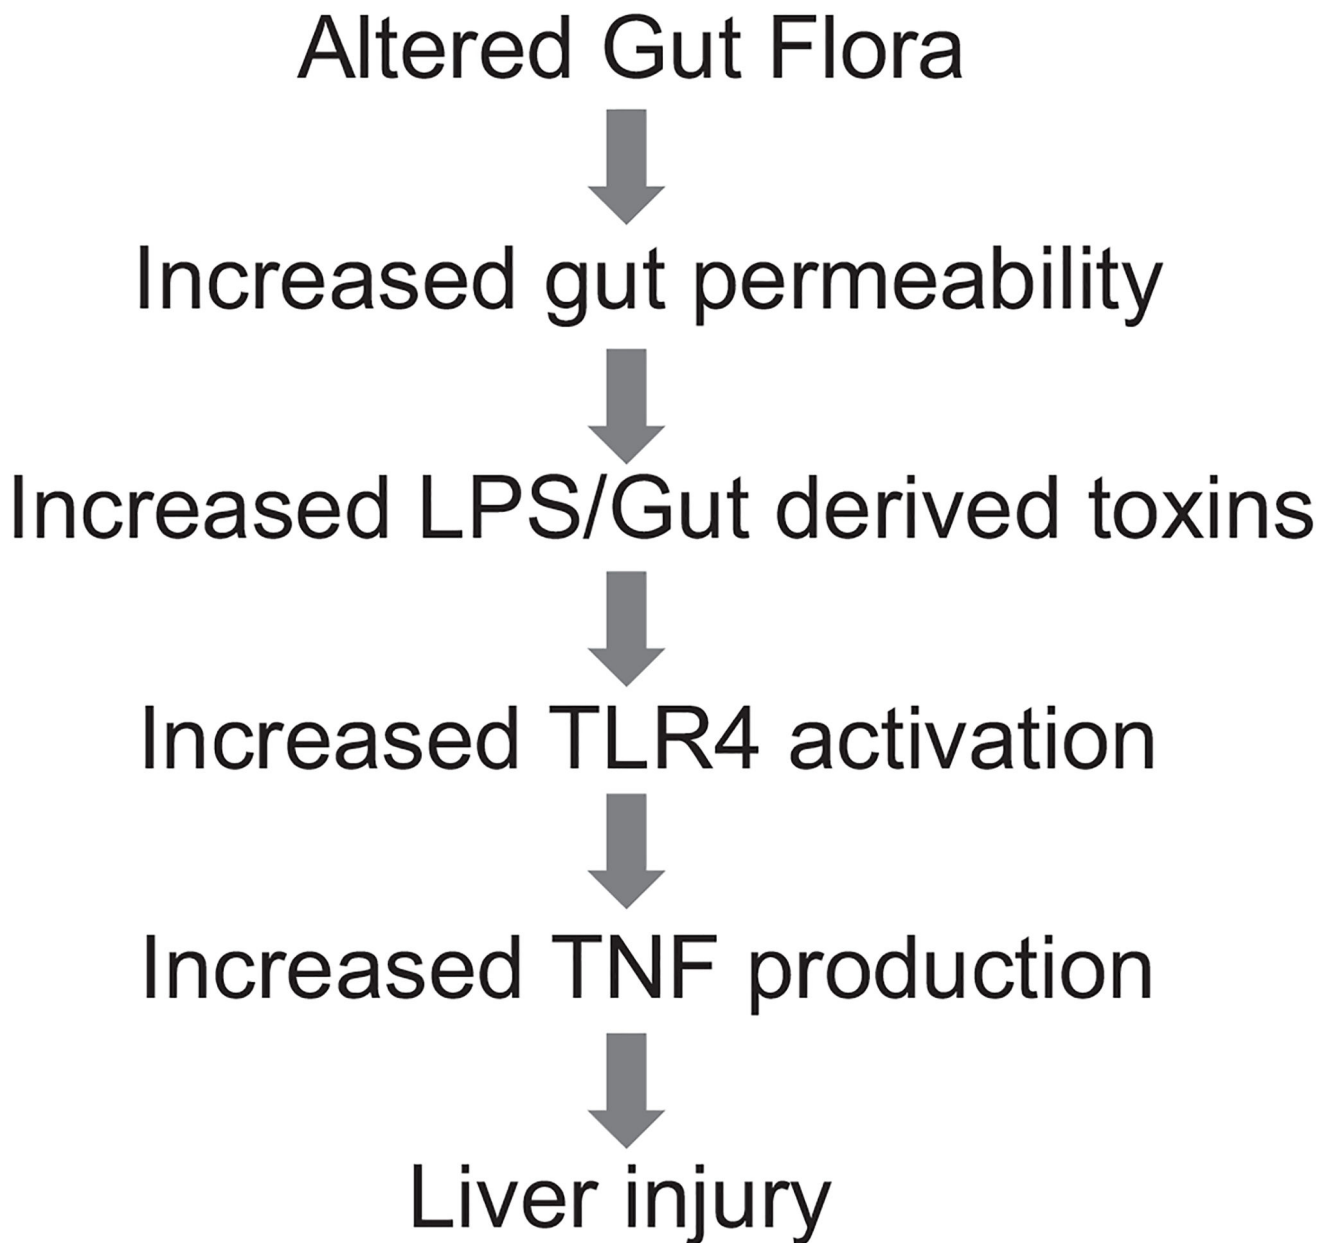 Altered Gut Flora
Increased gut permeability
Increased LPS/Gut derived toxins
Increased TLR4 activation
Increased TNF production
Liver injury